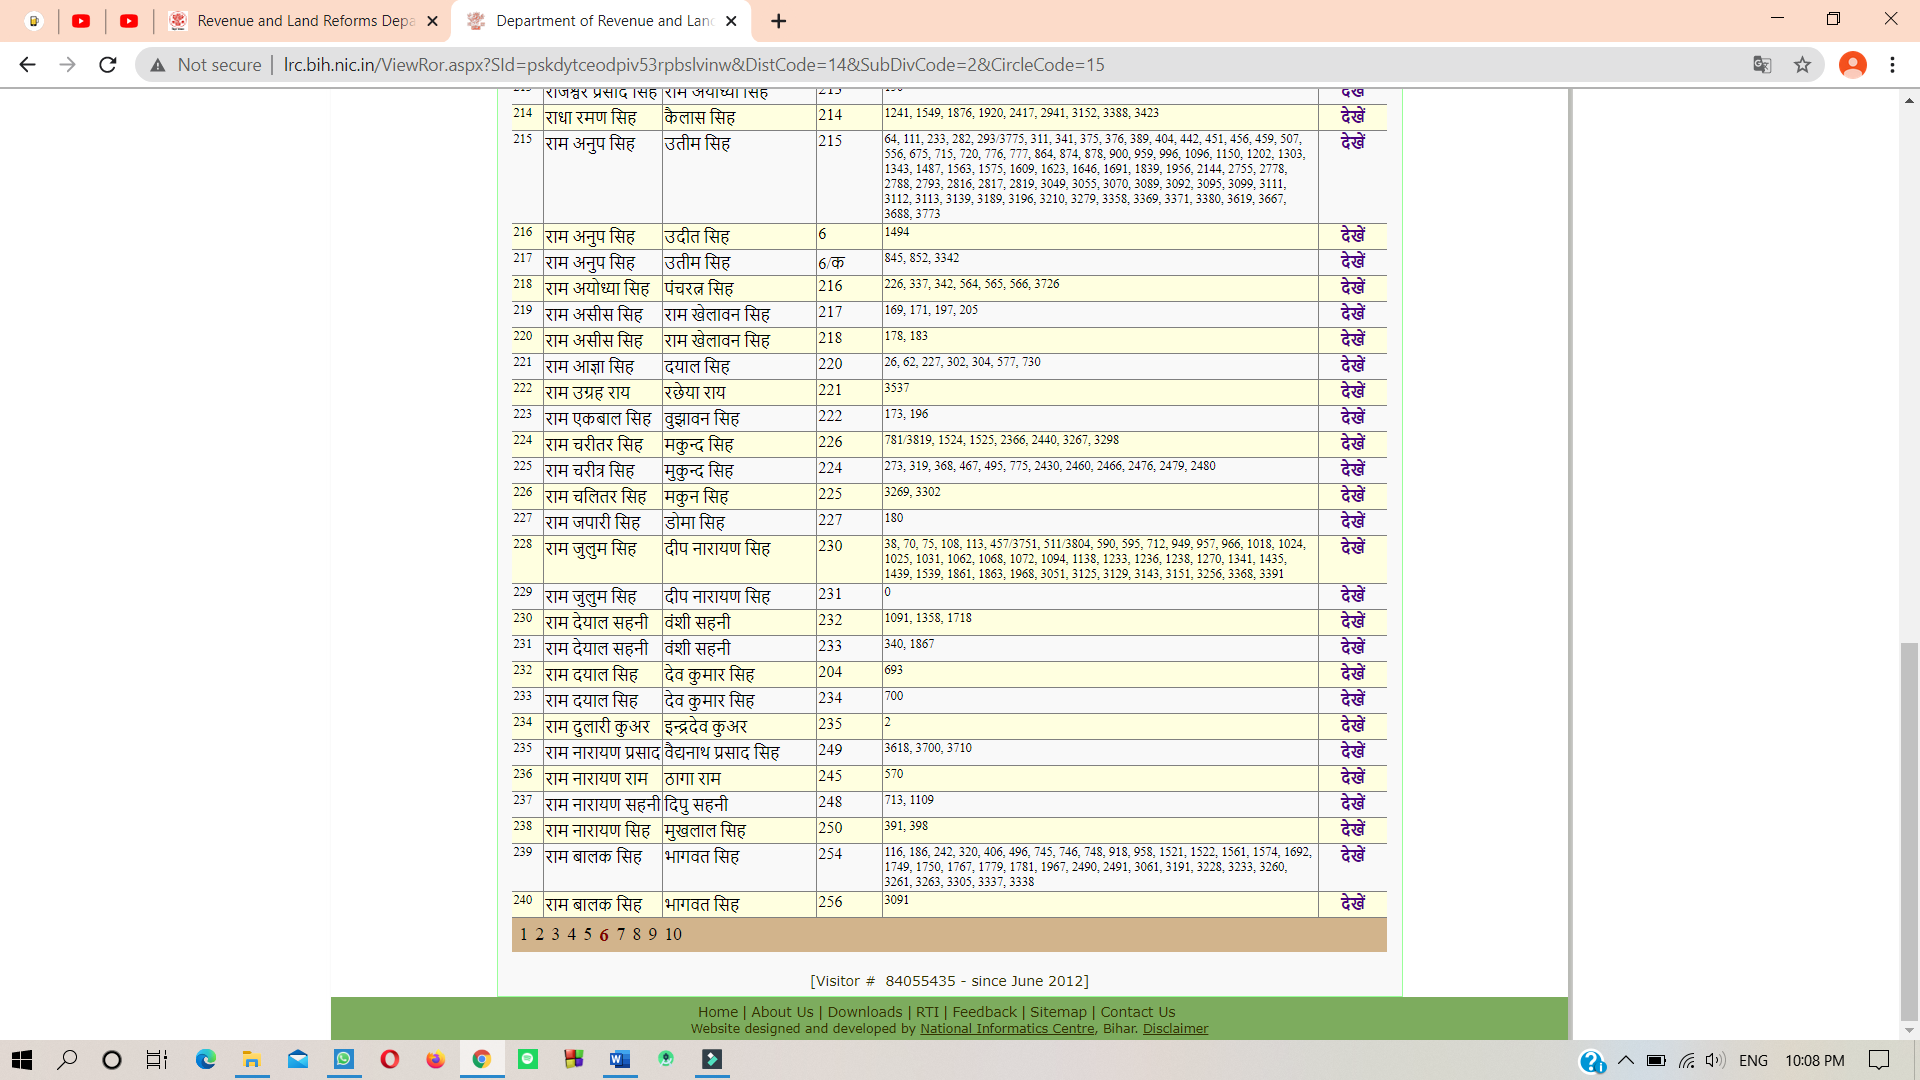 Revenue and Land Reforms Depa
Department of Revenue and Lan
Not secure | lrc.bih.nic.in/ViewRor.aspx?SId=pskdytceodpiv53rpbslvinw&DistCode=14&SubDivCode=2&CircleCode=15
213 राजेश्वर प्रसाद सिंह राम अयोध्या सिंह 213 देखें
214 राधा रमण सिह कैलास सिह 214 1241, 1549, 1876, 1920, 2417, 2941, 3152, 3388, 3423 देखें
215 राम अनुप सिह उतीम सिह 215 64, 111, 233, 282, 293/3775, 311, 341, 375, 376, 389, 404, 442, 451, 456, 459, 507, देखें
556, 675, 715, 720, 776, 777, 864, 874, 878, 900, 959, 996, 1096, 1150, 1202, 1303,
1343, 1487, 1563, 1575, 1609, 1623, 1646, 1691, 1839, 1956, 2144, 2755, 2778,
2788, 2793, 2816, 2817, 2819, 3049, 3055, 3070, 3089, 3092, 3095, 3099, 3111,
3112, 3113, 3139, 3189, 3196, 3210, 3279, 3358, 3369, 3371, 3380, 3619, 3667,
3688, 3773
216 राम अनुप सिह उदीत सिह 6 1494 देखें
217 राम अनुप सिह उतीम सिह 6/क 845, 852, 3342 देखें
218 राम अयोध्या सिह पंचरत्न सिह 216 226, 337, 342, 564, 565, 566, 3726 देखें
219 राम असीस सिह राम खेलावन सिह 217 169, 171, 197, 205 देखें
220 राम असीस सिह राम खेलावन सिह 218 178, 183 देखें
221 राम आज्ञा सिह दयाल सिह 220 26, 62, 227, 302, 304, 577, 730 देखें
222 राम उग्रह राय रछेया राय 221 3537 देखें
223 राम एकबाल सिह वुझावन सिह 222 173, 196 देखें
224 राम चरीतर सिह मकुन्द सिह 226 781/3819, 1524, 1525, 2366, 2440, 3267, 3298 देखें
225 राम चरीत्र सिह मुकुन्द सिह 224 273, 319, 368, 467, 495, 775, 2430, 2460, 2466, 2476, 2479, 2480 देखें
226 राम चलितर सिह मकुन सिह 225 3269, 3302 देखें
227 राम जपारी सिह डोमा सिह 227 180 देखें
228 राम जुलुम सिह दीप नारायण सिह 230 38, 70, 75, 108, 113, 457/3751, 511/3804, 590, 595, 712, 949, 957, 966, 1018, 1024, देखें
1025, 1031, 1062, 1068, 1072, 1094, 1138, 1233, 1236, 1238, 1270, 1341, 1435,
1439, 1539, 1861, 1863, 1968, 3051, 3125, 3129, 3143, 3151, 3256, 3368, 3391
229 राम जुलुम सिह दीप नारायण सिह 231 0 देखें
230 राम देयाल सहनी वंशी सहनी 232 1091, 1358, 1718 देखें
231 राम देयाल सहनी वंशी सहनी 233 340, 1867 देखें
232 राम दयाल सिह देव कुमार सिह 204 693 देखें
233 राम दयाल सिह देव कुमार सिह 234 700 देखें
234 राम दुलारी कुअर इन्द्रदेव कुअर 235 2 देखें
235 राम नारायण प्रसाद वैद्यनाथ प्रसाद सिह 249 3618, 3700, 3710 देखें
236 राम नारायण राम ठागा राम 245 570 देखें
237 राम नारायण सहनी दिपु सहनी 248 713, 1109 देखें
238 राम नारायण सिह मुखलाल सिह 250 391, 398 देखें
239 राम बालक सिह भागवत सिह 254 116, 186, 242, 320, 406, 496, 745, 746, 748, 918, 958, 1521, 1522, 1561, 1574, 1692, देखें
1749, 1750, 1767, 1779, 1781, 1967, 2490, 2491, 3061, 3191, 3228, 3233, 3260,
3261, 3263, 3305, 3337, 3338
240 राम बालक सिह भागवत सिह 256 3091 देखें
1 2 3 4 5 6 7 8 9 10
[Visitor # 84055435 - since June 2012]
Home | About Us | Downloads | RTI | Feedback | Sitemap | Contact Us
Website designed and developed by National Informatics Centre, Bihar. Disclaimer
ENG 10:08 PM